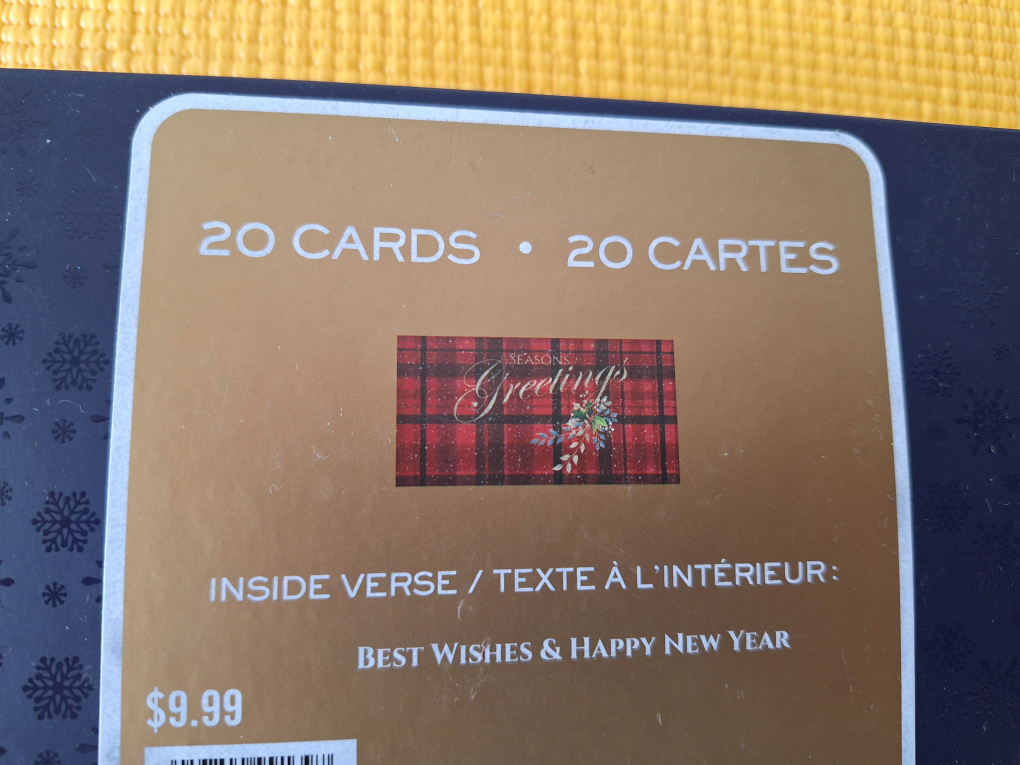 20 CARDS • 20 CARTES
SEASONS
Greetings
INSIDE VERSE / TEXTE À L'INTÉRIEUR:
BEST WISHES & HAPPY NEW YEAR
$9.99